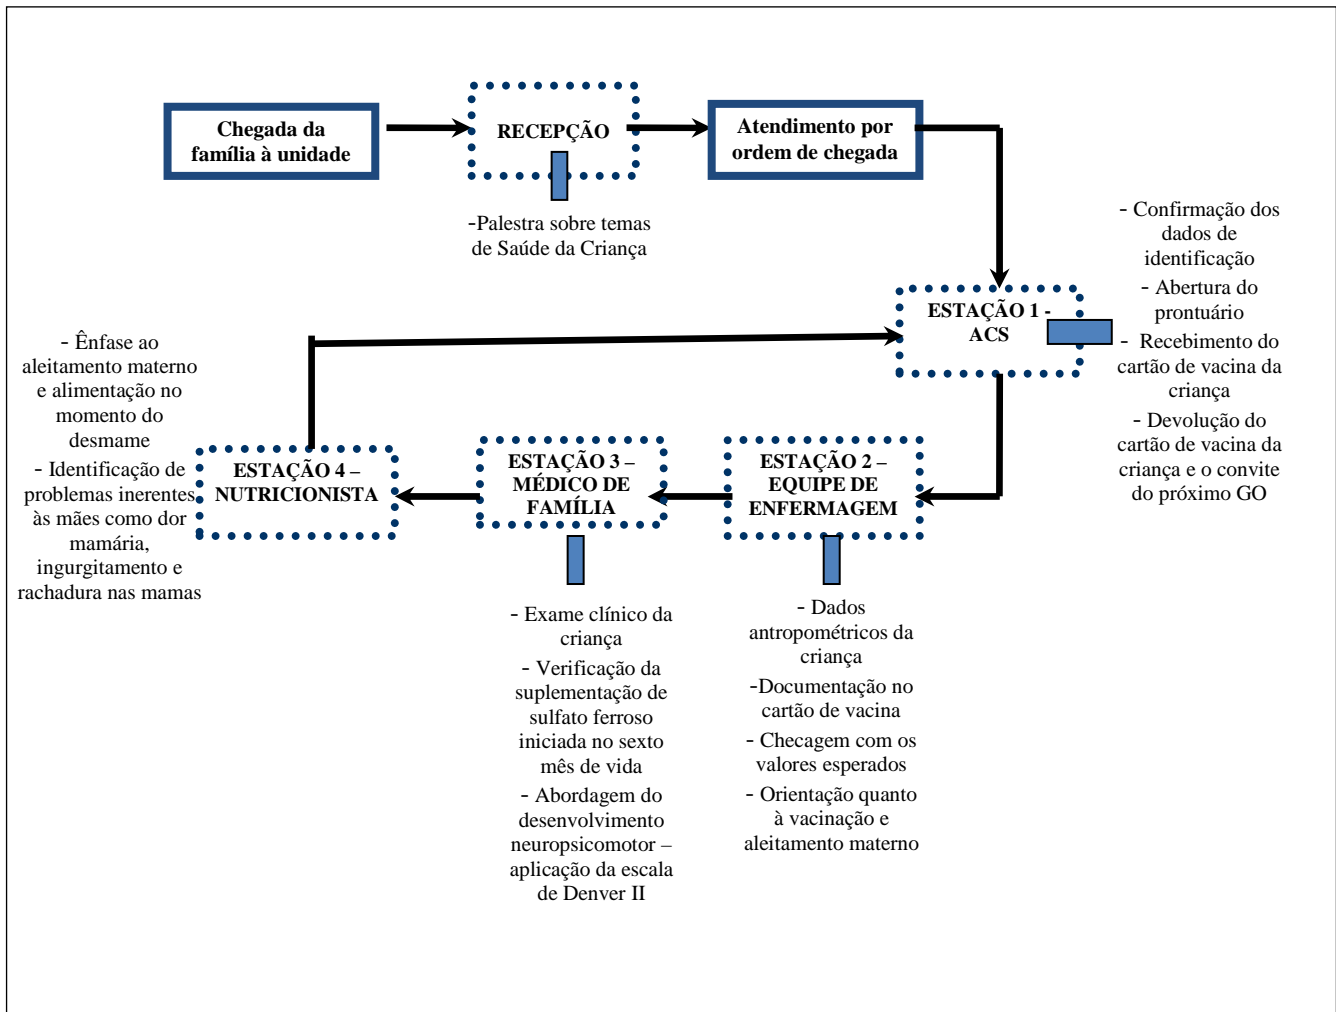 Chegada da
família à unidade
RECEPÇÃO
Atendimento por
ordem de chegada
-Palestra sobre temas
de Saúde da Criança
- Confirmação dos
dados de
identificação
- Abertura do
prontuário
- Recebimento do
cartão de vacina da
criança
- Devolução do
cartão de vacina da
criança e o convite
do próximo GO
ESTAÇÃO 1 -
ACS
ESTAÇÃO 2 –
EQUIPE DE
ENFERMAGEM
- Dados
antropométricos da
criança
-Documentação no
cartão de vacina
- Checagem com os
valores esperados
- Orientação quanto
à vacinação e
aleitamento materno
ESTAÇÃO 3 –
MÉDICO DE
FAMÍLIA
- Exame clínico da
criança
- Verificação da
suplementação de
sulfato ferroso
iniciada no sexto
mês de vida
- Abordagem do
desenvolvimento
neuropsicomotor –
aplicação da escala
de Denver II
ESTAÇÃO 4 –
NUTRICIONISTA
- Ênfase ao
aleitamento materno
e alimentação no
momento do
desmame
- Identificação de
problemas inerentes
às mães como dor
mamária,
ingurgitamento e
rachadura nas mamas